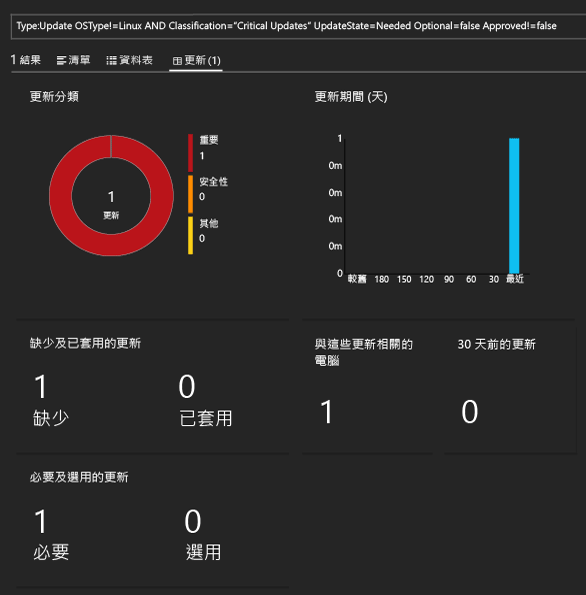 Type:Update OSType!=Linux AND Classification="Critical Updates" UpdateState=Needed Optional=false Approved!=false
1 結果 清單 資料表 更新 (1)
更新分類
1
更新
重要
1
安全性
0
其他
0
更新期間 (天)
1
0m
0m
0m
0m
0
較舊 180 150 120 90 60 30 最近
缺少及已套用的更新
1 0
缺少 已套用
與這些更新相關的
電腦
1
30 天前的更新
0
必要及選用的更新
1 0
必要 選用